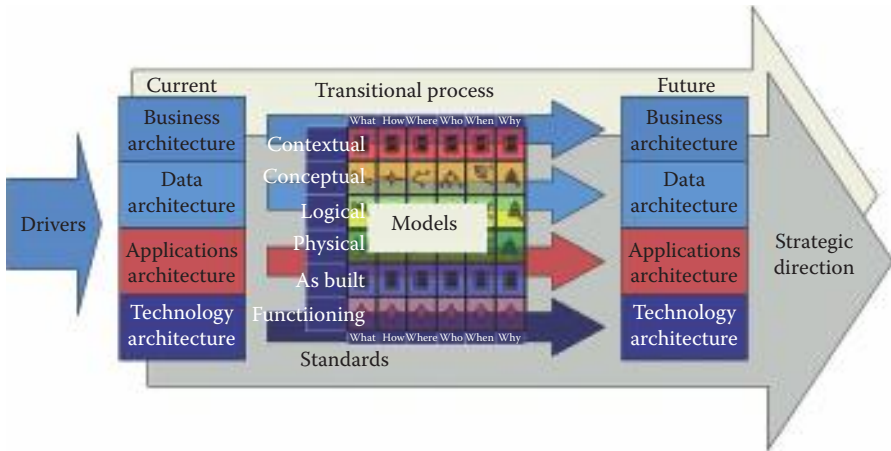 Current
Transitional process
Future
Drivers
Business
architecture
Data
architecture
Applications
architecture
Technology
architecture
What How Where Who When Why
Contextual
Conceptual
Logical
Physical
As built
Functiioning
Models
What How Where Who When Why
Standards
Business
architecture
Data
architecture
Applications
architecture
Technology
architecture
Strategic
direction